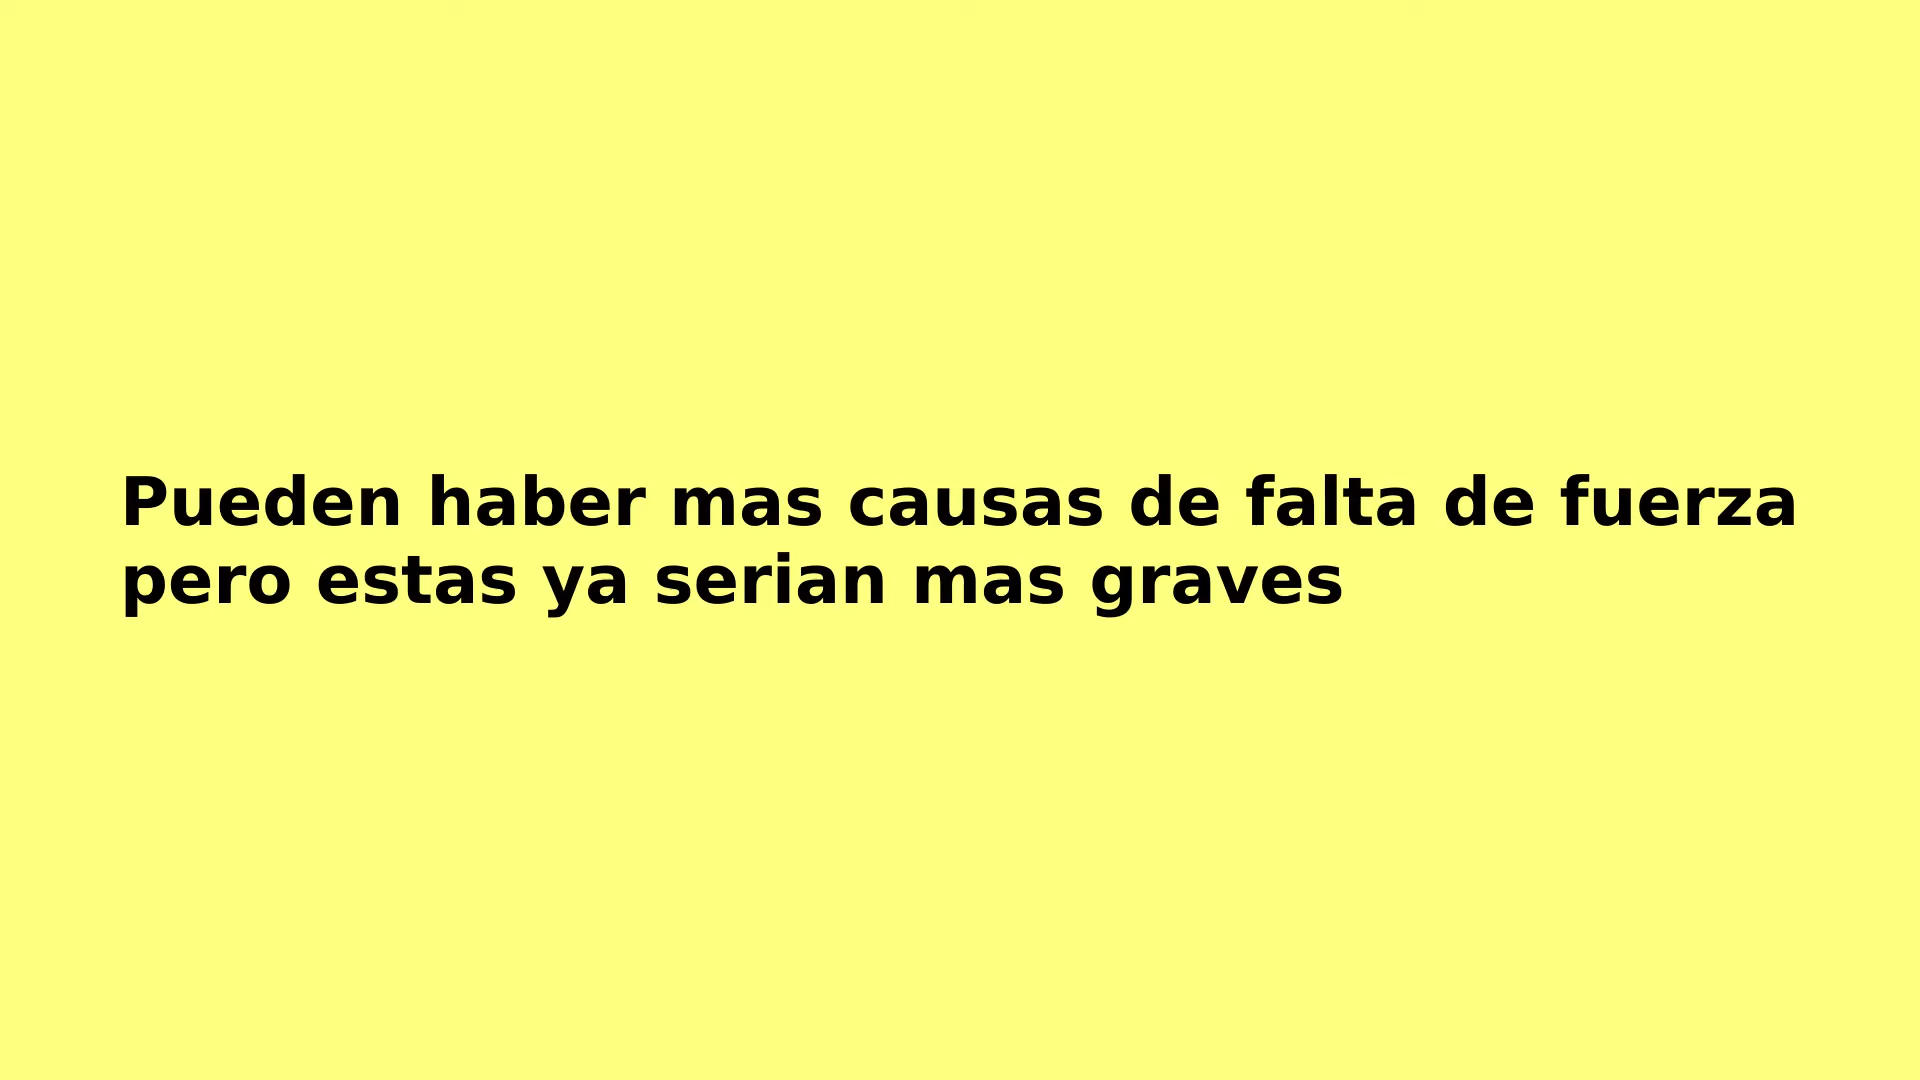 Pueden haber mas causas de falta de fuerza
pero estas ya serian mas graves